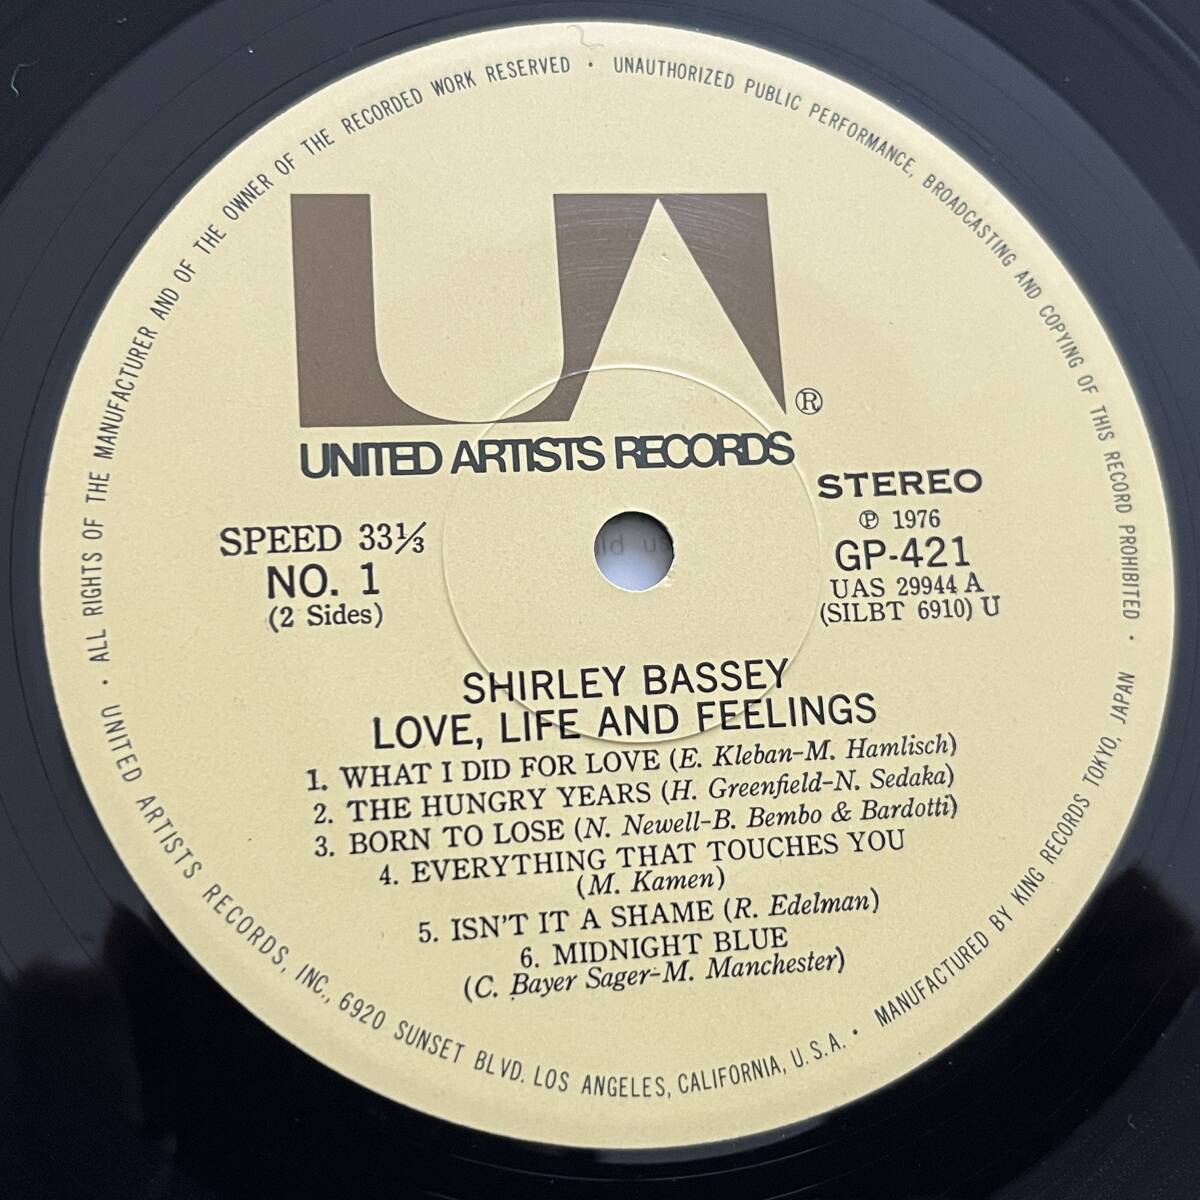 UNITED ARTISTS RECORDS, INC., 6920 SUNSET BLVD. LOS ANGELES, CALIFORNIA, U.S.A. • MANUFACTURED BY KING RECORDS TOKYO, JAPAN • ALL RIGHTS OF THE MANUFACTURER AND OF THE OWNER OF THE RECORDED WORK RESERVED • UNAUTHORIZED PUBLIC PERFORMANCE, BROADCASTING AND COPYING OF THIS RECORD PROHIBITED •
UA®
UNITED ARTISTS RECORDS
SPEED 33⅓
NO. 1
(2 Sides)
STEREO
℗ 1976
GP-421
UAS 29944 A
(SILBT 6910) U
SHIRLEY BASSEY
LOVE, LIFE AND FEELINGS
1. WHAT I DID FOR LOVE (E. Kleban-M. Hamlisch)
2. THE HUNGRY YEARS (H. Greenfield-N. Sedaka)
3. BORN TO LOSE (N. Newell-B. Bembo & Bardotti)
4. EVERYTHING THAT TOUCHES YOU
(M. Kamen)
5. ISN'T IT A SHAME (R. Edelman)
6. MIDNIGHT BLUE
(C. Bayer Sager-M. Manchester)